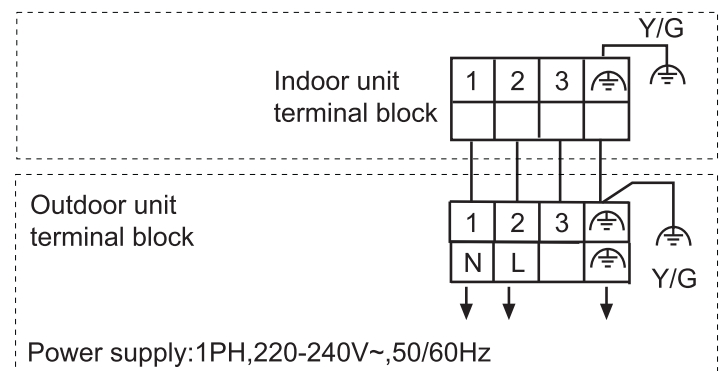 Y/G
Indoor unit
terminal block
1 2 3
Outdoor unit
terminal block
1 2 3
N L
Y/G
Power supply:1PH,220-240V~,50/60Hz